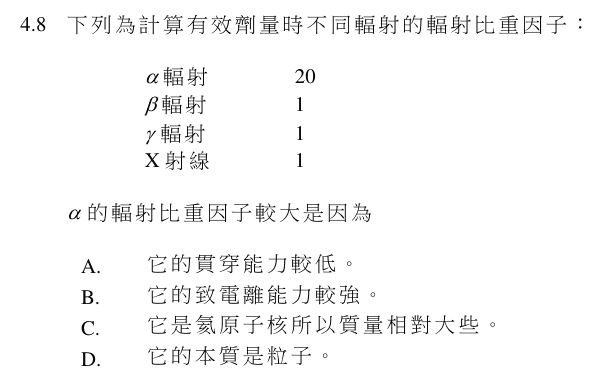 4.8 下列為計算有效劑量時不同輻射的輻射比重因子：
α輻射 20
β輻射 1
γ輻射 1
X射線 1
α的輻射比重因子較大是因為
A. 它的貫穿能力較低。
B. 它的致電離能力較強。
C. 它是氦原子核所以質量相對大些。
D. 它的本質是粒子。